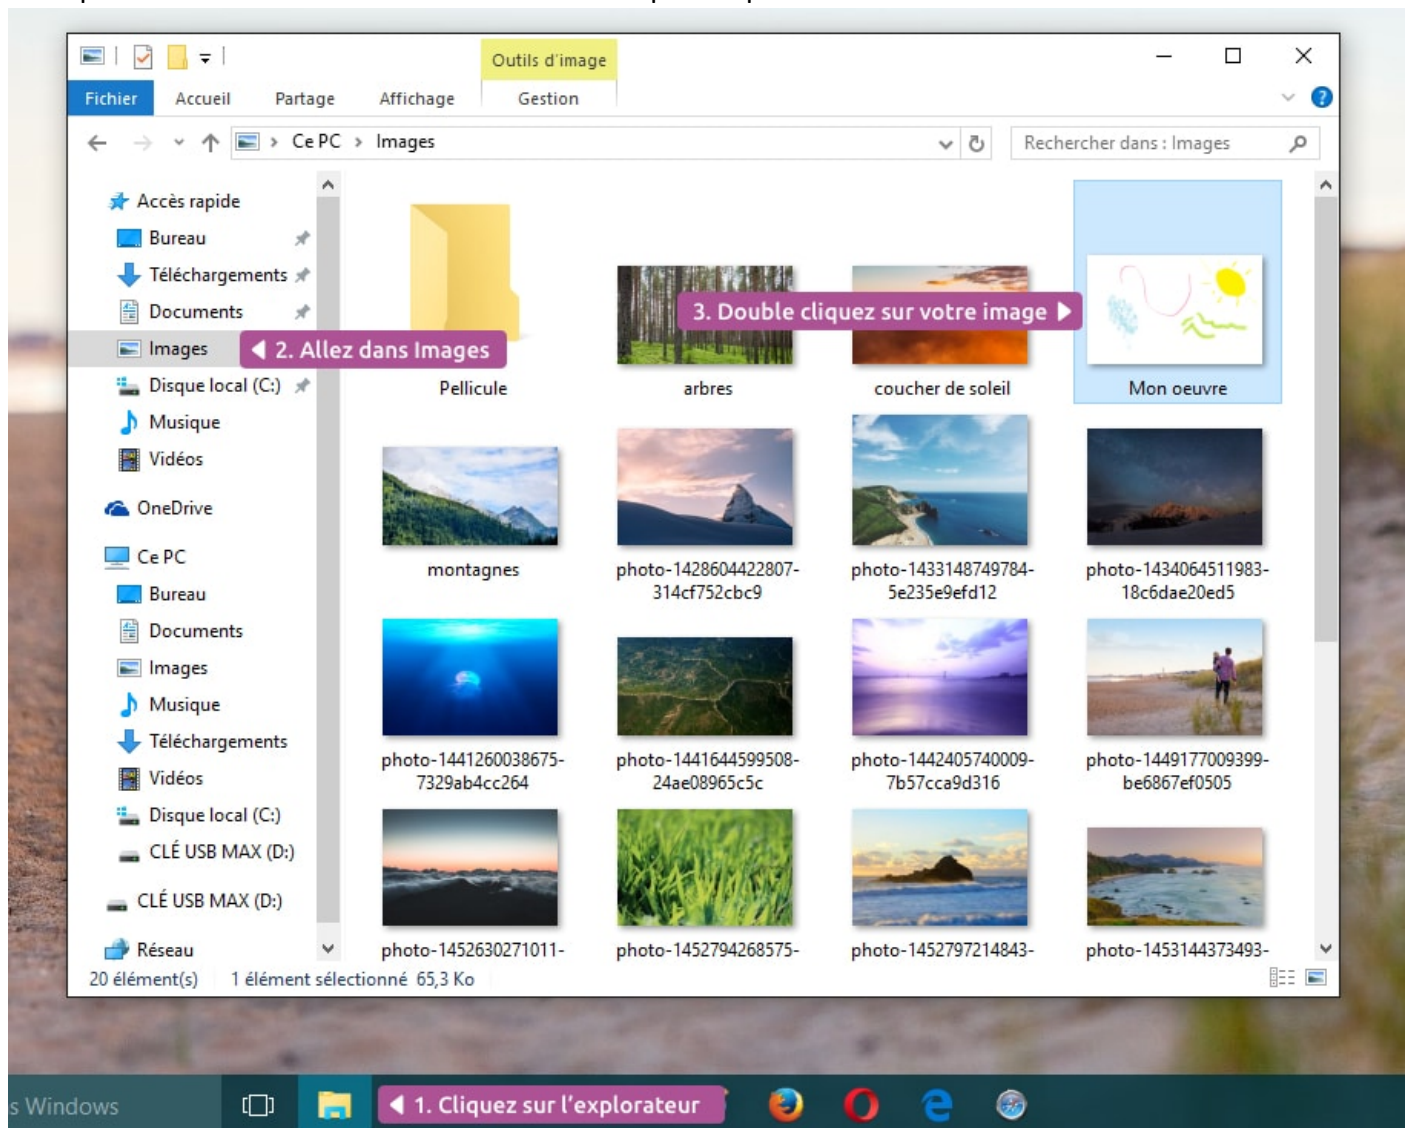 Outils d'image
Fichier Accueil Partage Affichage Gestion
Ce PC > Images
Rechercher dans : Images
Accès rapide
Bureau
Téléchargements
Documents
Images
Disque local (C:)
Musique
Vidéos
OneDrive
Ce PC
Bureau
Documents
Images
Musique
Téléchargements
Vidéos
Disque local (C:)
CLÉ USB MAX (D:)
CLÉ USB MAX (D:)
Réseau
2. Allez dans Images
3. Double cliquez sur votre image
Pellicule
arbres
coucher de soleil
Mon oeuvre
montagnes
photo-1428604422807-
314cf752cbc9
photo-1433148749784-
5e235e9efd12
photo-1434064511983-
18c6dae20ed5
photo-1441260038675-
7329ab4cc264
photo-1441644599508-
24ae08965c5c
photo-1442405740009-
7b57cca9d316
photo-1449177009399-
be6867ef0505
photo-1452630271011-
photo-1452794268575-
photo-1452797214843-
photo-1453144373493-
20 élément(s) 1 élément sélectionné 65,3 Ko
s Windows
1. Cliquez sur l'explorateur